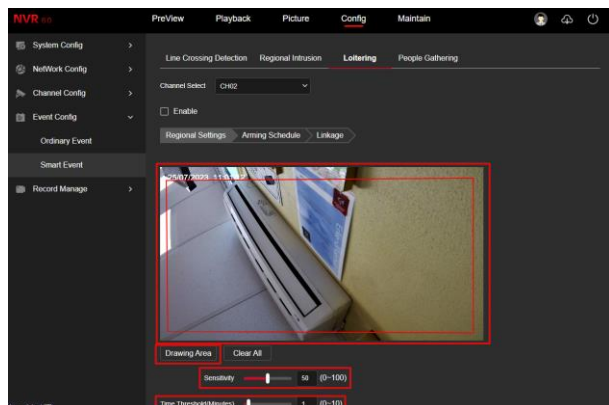 NVR
PreView Playback Picture Config Maintain
System Config
NetWork Config
Channel Config
Event Config
Ordinary Event
Smart Event
Record Manage
Line Crossing Detection Regional Intrusion Loitering People Gathering
Channel Select CH02
Enable
Regional Settings Arming Schedule Linkage
25/07/2023
Drawing Area Clear All
Sensitivity 50 (0~100)
Time Threshold(Minutes) 1 (0~10)